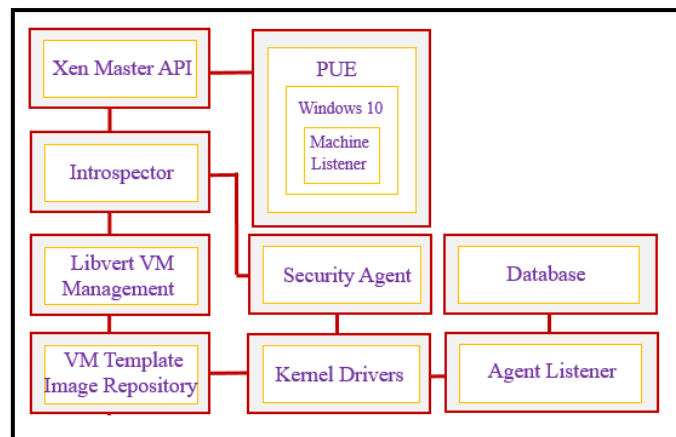 Xen Master API
PUE
Windows 10
Machine
Listener
Introspector
Libvert VM
Management
Security Agent
Database
VM Template
Image Repository
Kernel Drivers
Agent Listener